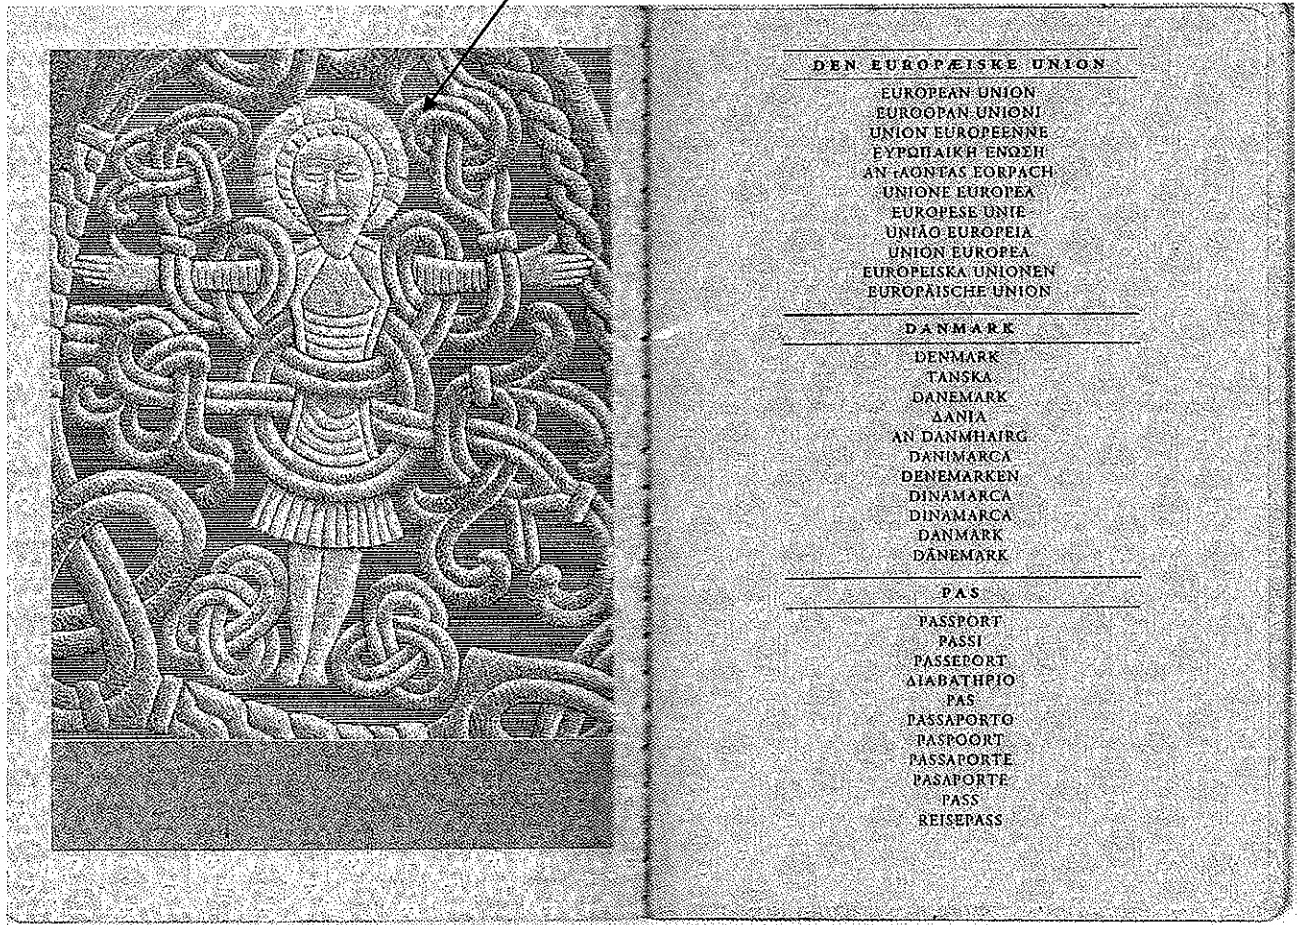 DEN EUROPÆISKE UNION
EUROPEAN UNION
EUROOPAN UNIONI
UNION EUROPEENNE
ΕΥΡΩΠΑΙΚΗ ΕΝΩΣΗ
AN tAONTAS EORPACH
UNIONE EUROPEA
EUROPESE UNIE
UNIÃO EUROPEIA
UNION EUROPEA
EUROPEISKA UNIONEN
EUROPÄISCHE UNION
DANMARK
DENMARK
TANSKA
DANEMARK
ΔΑΝΙΑ
AN DANMHAIRG
DANIMARCA
DENEMARKEN
DINAMARCA
DINAMARCA
DANMARK
DÄNEMARK
PAS
PASSPORT
PASSI
PASSEPORT
ΔΙΑΒΑΤΗΡΙΟ
PAS
PASSAPORTO
PASPOORT
PASSAPORTE
PASAPORTE
PASS
REISEPASS